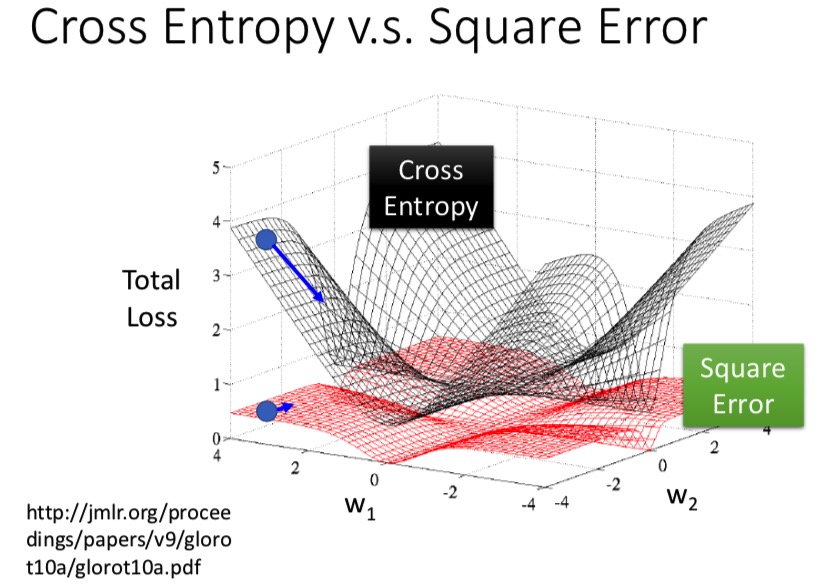 Cross Entropy v.s. Square Error
Cross
Entropy
5
4
3
2
1
0
Total
Loss
Square
Error
4
2
0
-2
-4
-4
-2
0
2
4
w1
w2
http://jmlr.org/procee
dings/papers/v9/gloro
t10a/glorot10a.pdf